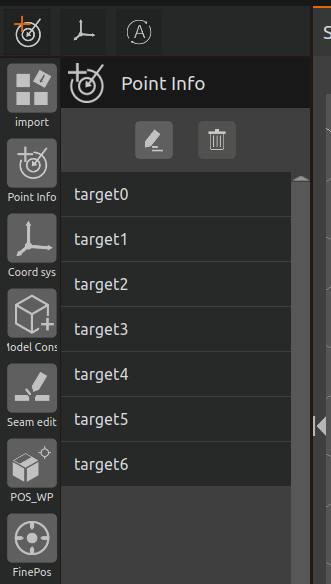 A
S
import
Point Info
Point Info
Coord sys
Model Cons
Seam edit
POS_WP
FinePos
target0
target1
target2
target3
target4
target5
target6